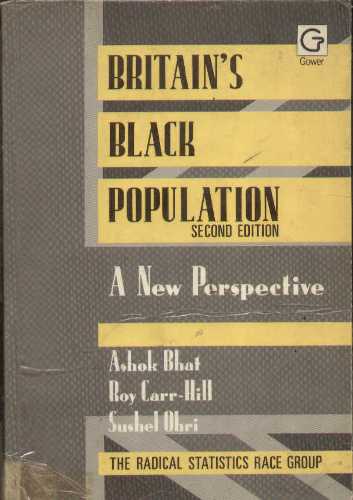 G
Gower
BRITAIN'S
BLACK
POPULATION
SECOND EDITION
A New Perspective
Ashok Bhat
Roy Carr-Hill
Sushel Ohri
THE RADICAL STATISTICS RACE GROUP